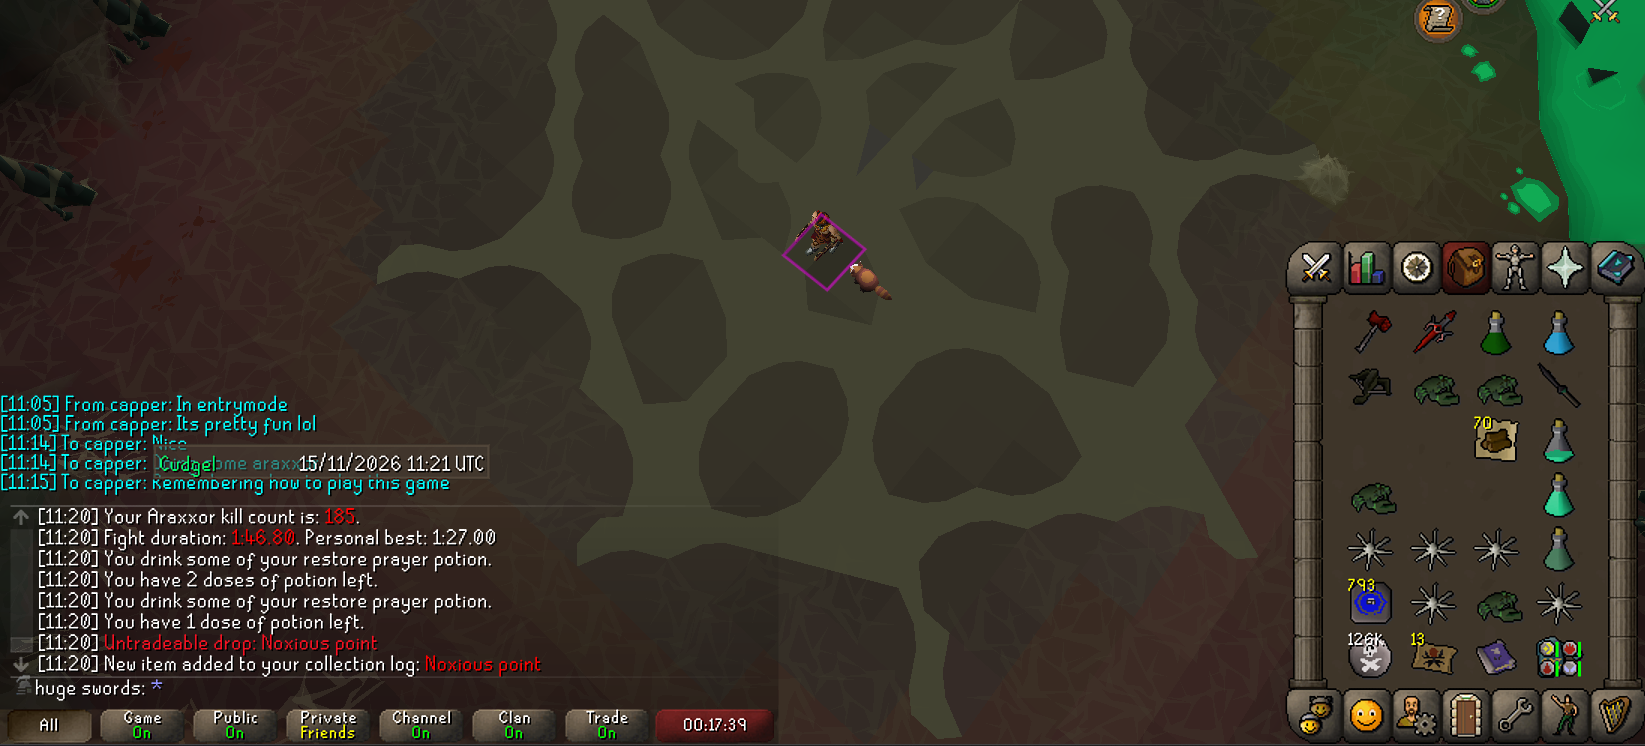 [11:05] From capper: In entrymode
[11:05] From capper: Its pretty fun lol
[11:14] To capper: Nice
[11:14] To capper: some araxx
Cudgel 15/11/2026 11:21 UTC
[11:15] To capper: Remembering how to play this game
[11:20] Your Araxxor kill count is: 185.
[11:20] Fight duration: 1:46.80. Personal best: 1:27.00
[11:20] You drink some of your restore prayer potion.
[11:20] You have 2 doses of potion left.
[11:20] You drink some of your restore prayer potion.
[11:20] You have 1 dose of potion left.
[11:20] Untradeable drop: Noxious point
[11:20] New item added to your collection log: Noxious point
huge swords: *
All
Game
On
Public
On
Private
Friends
Channel
On
Clan
On
Trade
On
00:17:39
70
793
126K
13